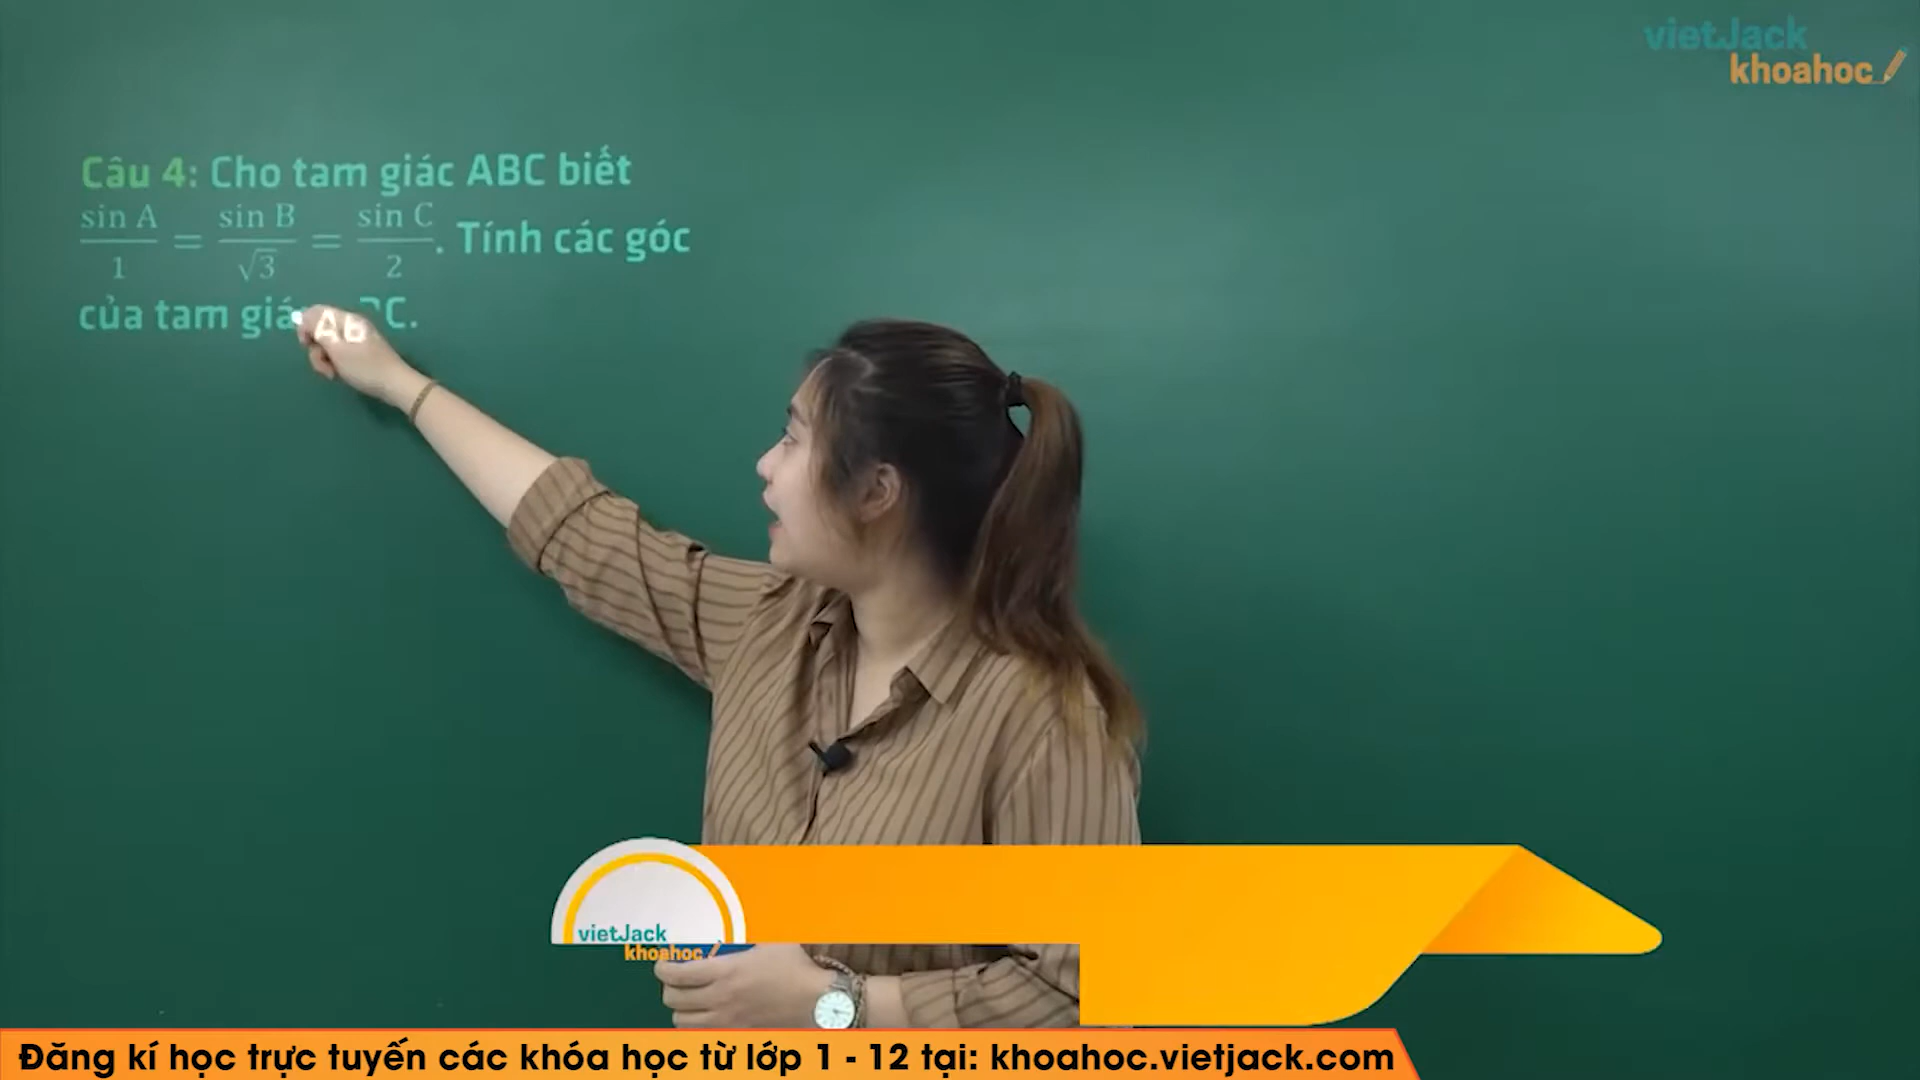 vietJack
khoahoc
Câu 4: Cho tam giác ABC biết
sin A / 1 = sin B / √3 = sin C / 2. Tính các góc
của tam giác ABC.
vietJack
khoahoc
Đăng kí học trực tuyến các khóa học từ lớp 1 - 12 tại: khoahoc.vietjack.com